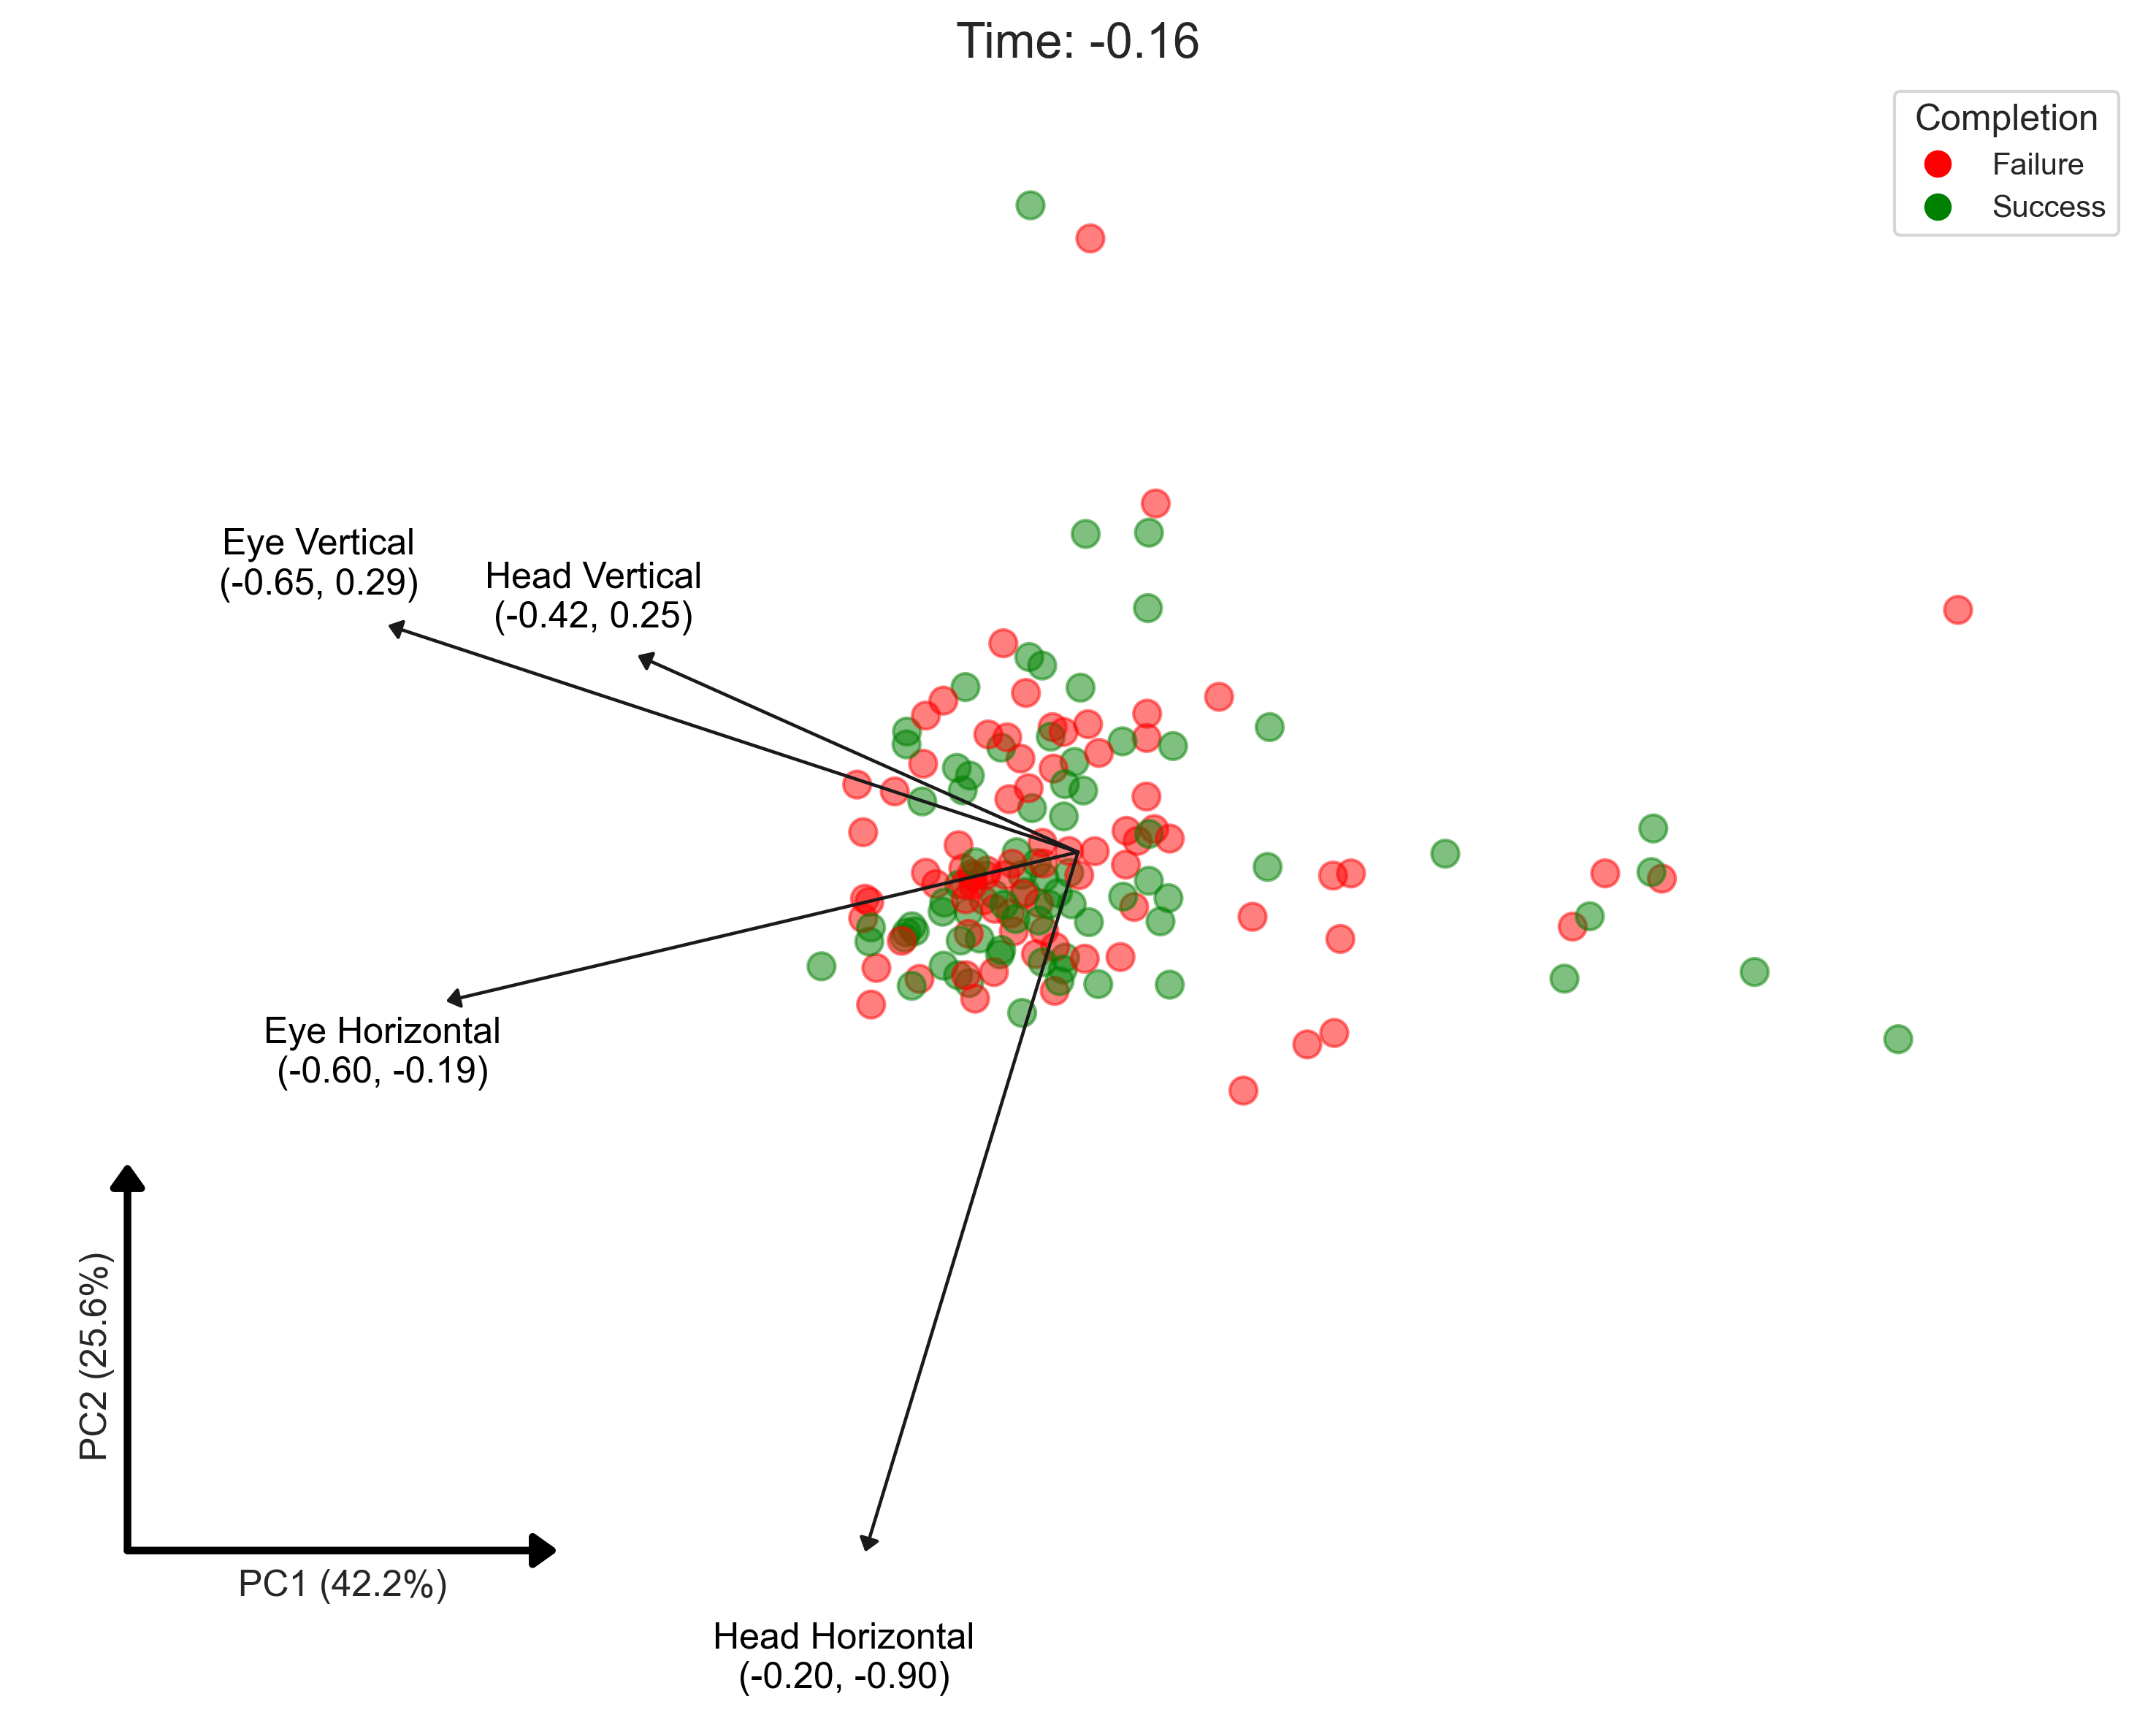 Time: -0.16
Completion
Failure
Success
Eye Vertical
(-0.65, 0.29)
Head Vertical
(-0.42, 0.25)
Eye Horizontal
(-0.60, -0.19)
PC2 (25.6%)
PC1 (42.2%)
Head Horizontal
(-0.20, -0.90)